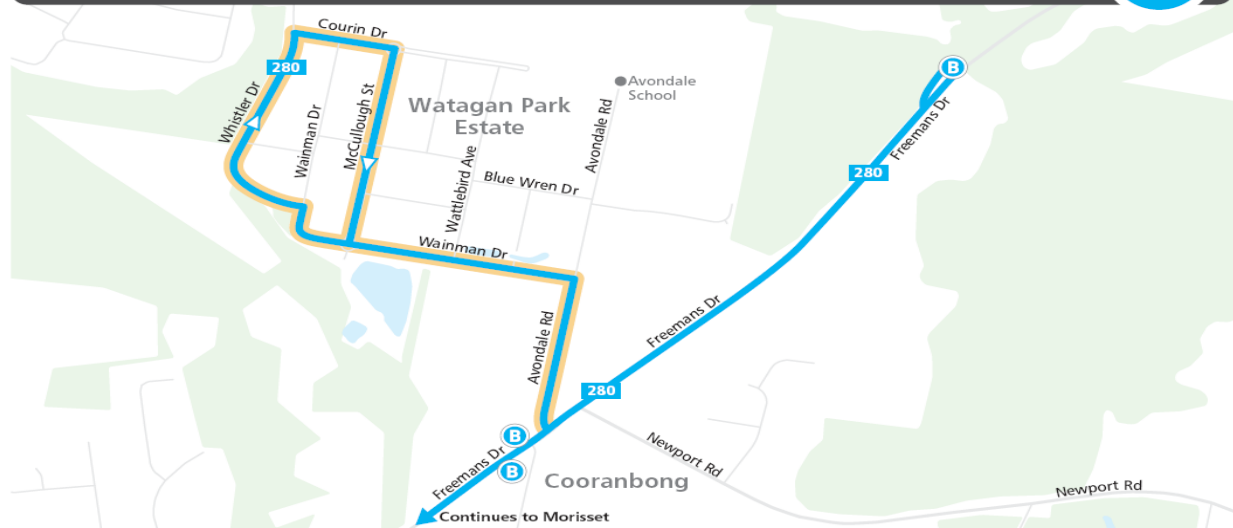 Courin Dr
280
B
Whistler Dr
Wainman Dr
McCullough St
Watagan Park
Estate
Avondale
School
Avondale Rd
Freemans Dr
280
Wattlebird Ave
Blue Wren Dr
Wainman Dr
Avondale Rd
Freemans Dr
280
B
Freemans Dr
B
Newport Rd
Cooranbong
Newport Rd
Continues to Morisset